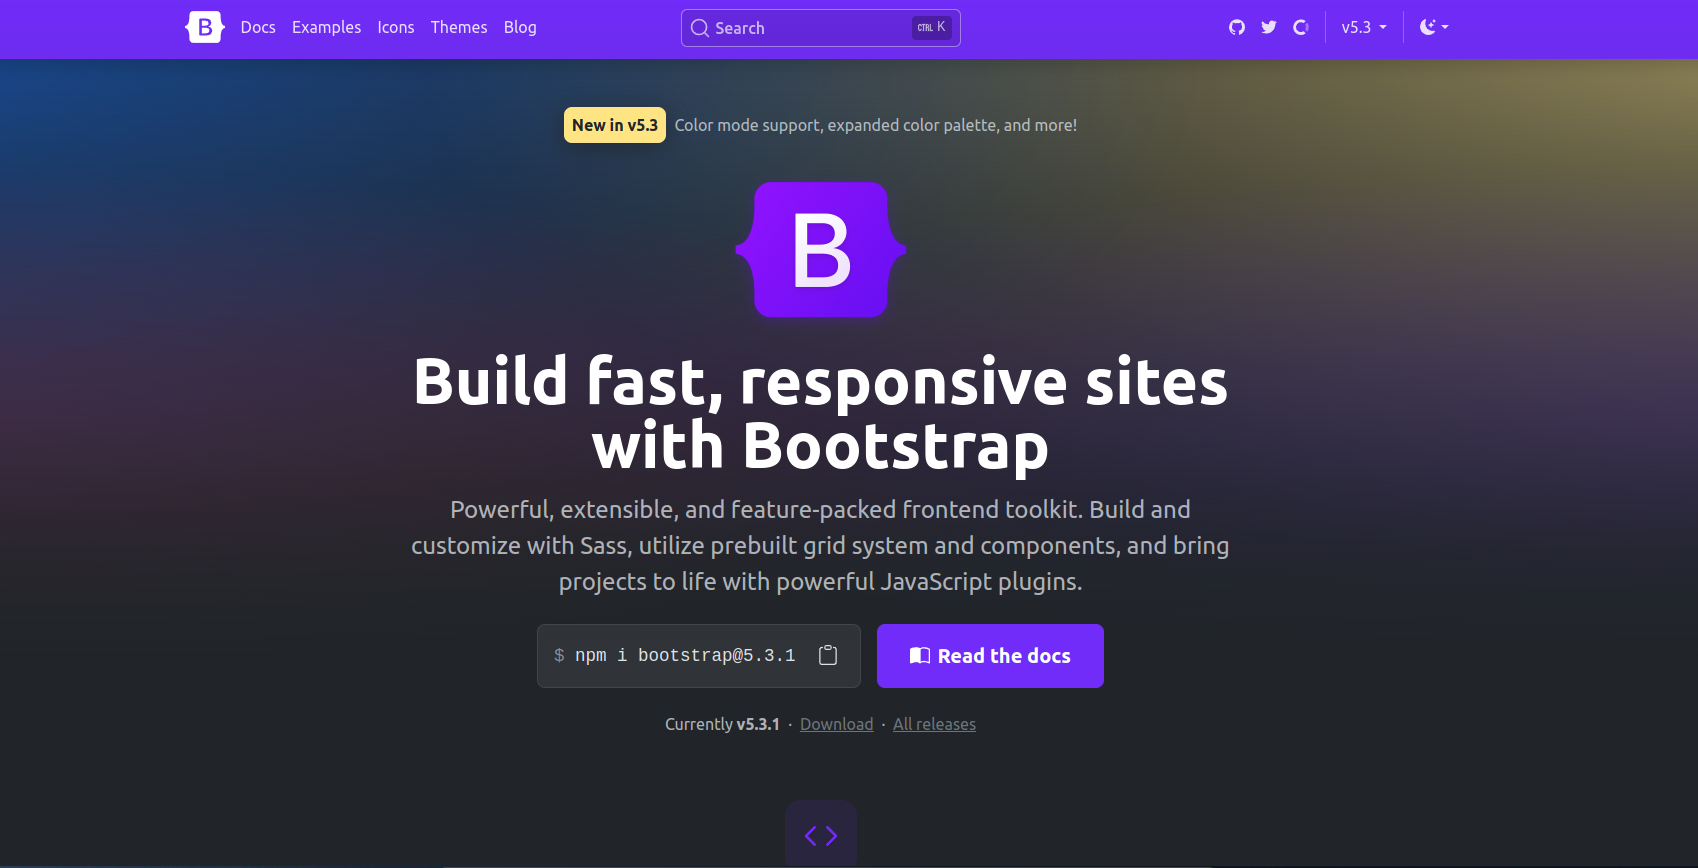 B Docs Examples Icons Themes Blog Search CTRL K v5.3
New in v5.3 Color mode support, expanded color palette, and more!
B
Build fast, responsive sites
with Bootstrap
Powerful, extensible, and feature-packed frontend toolkit. Build and
customize with Sass, utilize prebuilt grid system and components, and bring
projects to life with powerful JavaScript plugins.
$ npm i bootstrap@5.3.1 Read the docs
Currently v5.3.1 · Download · All releases